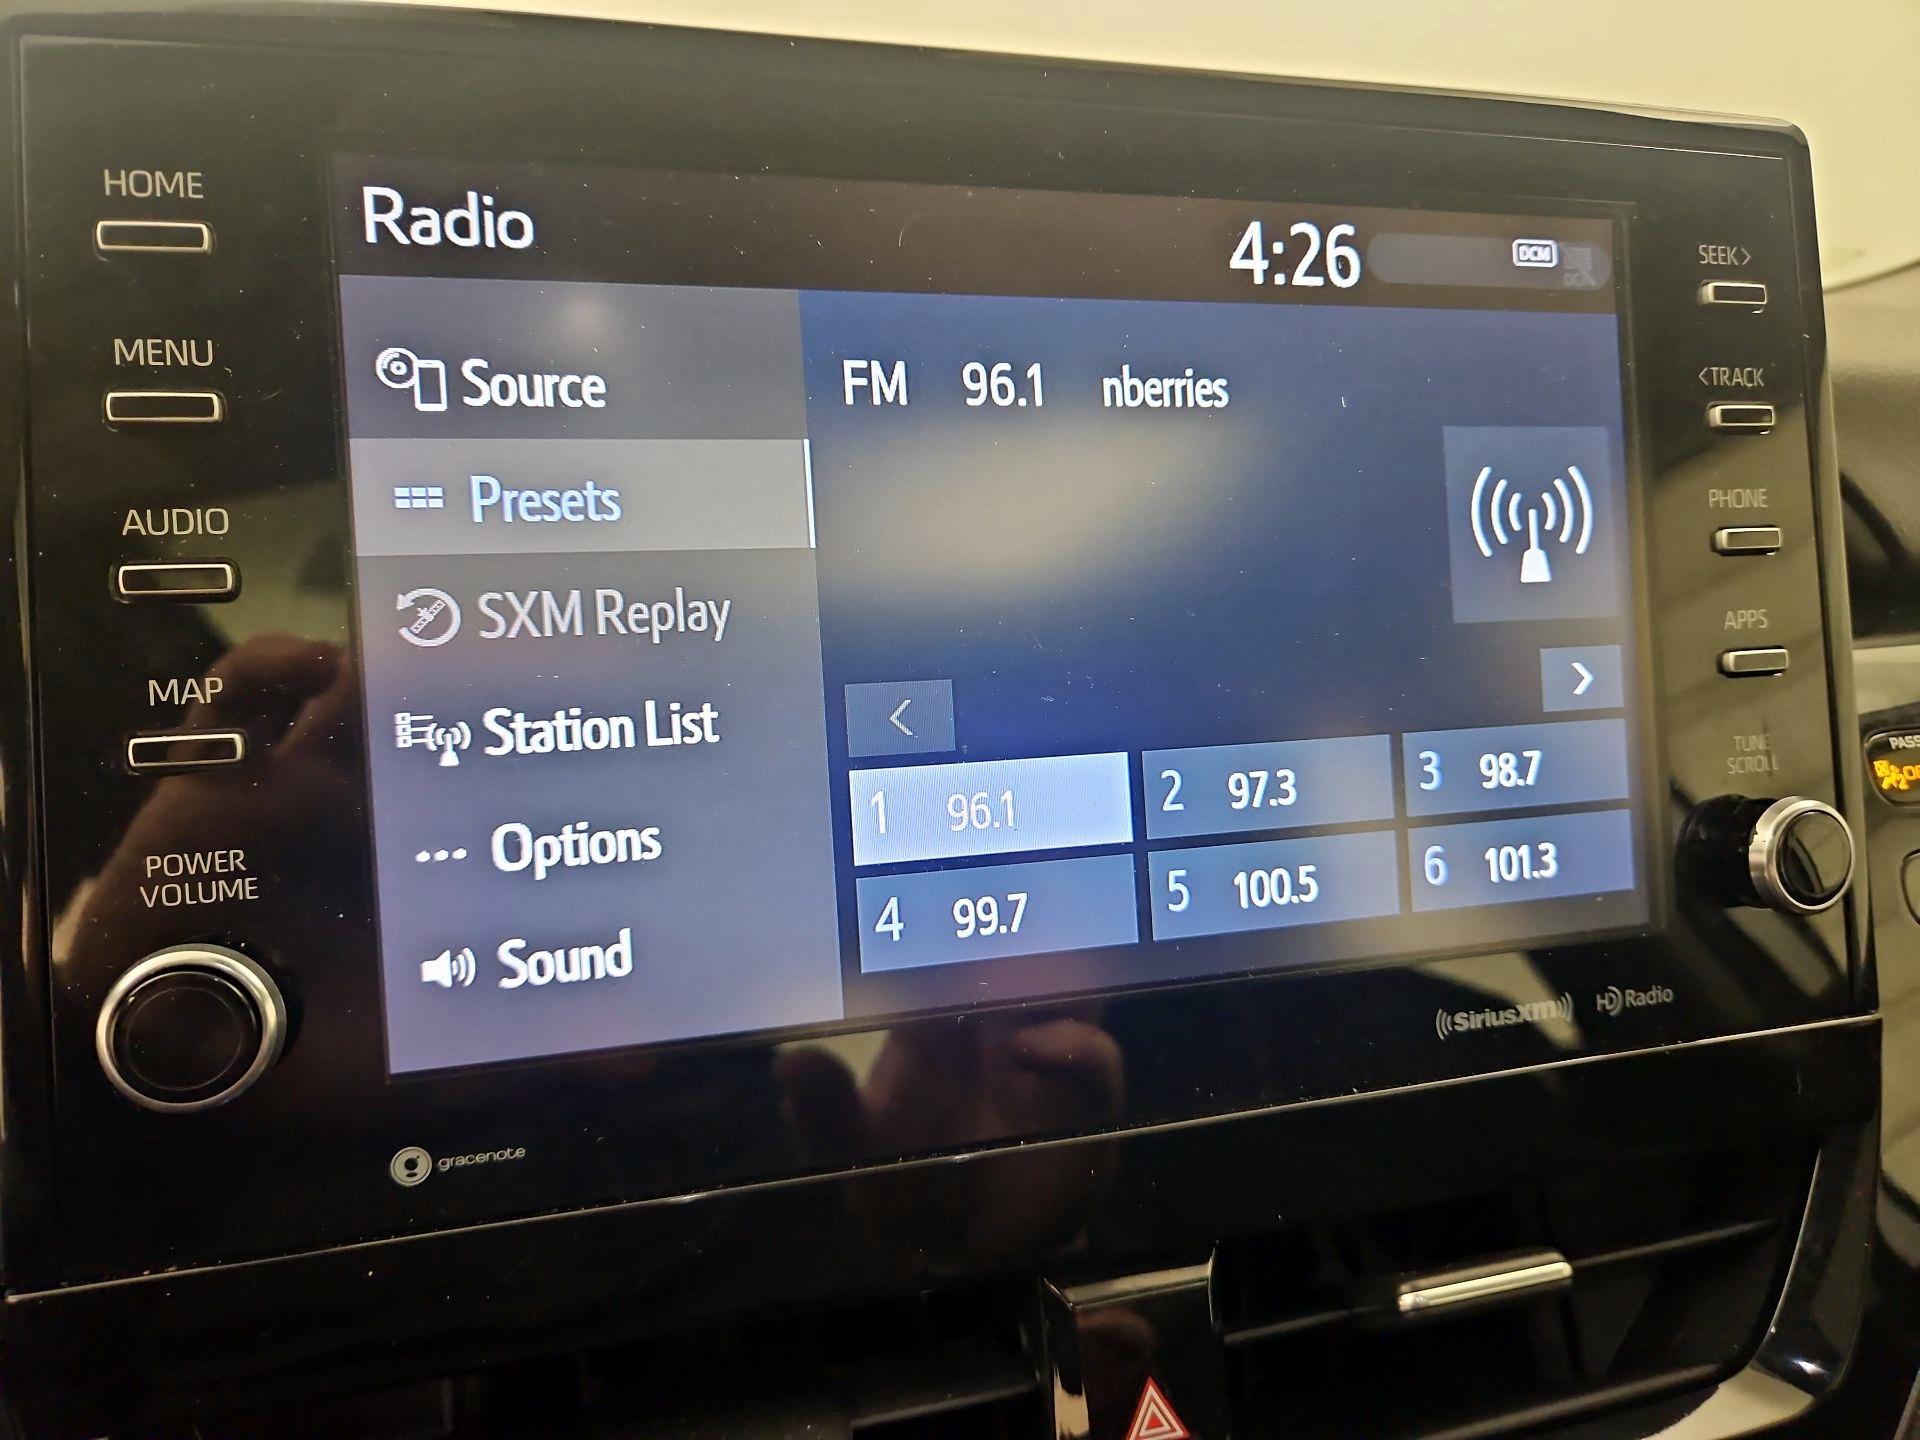 HOME
MENU
AUDIO
MAP
POWER
VOLUME
Radio
4:26
DCM
Source
Presets
SXM Replay
Station List
Options
Sound
FM 96.1 nberries
<
>
1 96.1
2 97.3
3 98.7
4 99.7
5 100.5
6 101.3
SEEK>
<TRACK
PHONE
APPS
TUNE
SCROLL
PASS
SiriusXM
HD Radio
gracenote